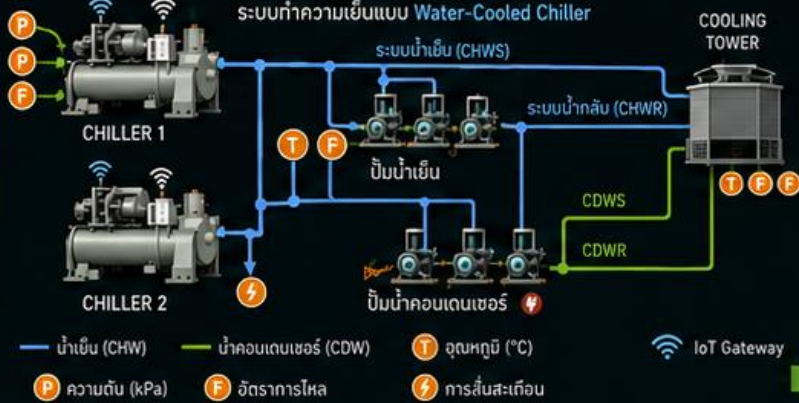 ระบบทำความเย็นแบบ Water-Cooled Chiller
COOLING
TOWER
P
P
F
ระบบน้ำเย็น (CHWS)
ระบบน้ำกลับ (CHWR)
CHILLER 1
T
F
ปั๊มน้ำเย็น
T F F
CDWS
CDWR
CHILLER 2
ปั๊มน้ำคอนเดนเซอร์
น้ำเย็น (CHW)
น้ำคอนเดนเซอร์ (CDW)
T อุณหภูมิ (°C)
IoT Gateway
P ความดัน (kPa)
F อัตราการไหล
การสั่นสะเทือน